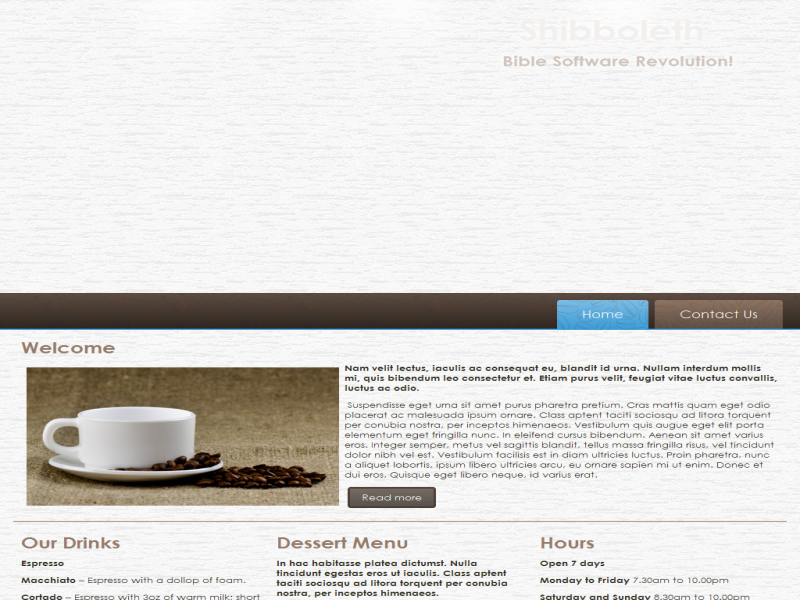 Shibboleth
Bible Software Revolution!
Home
Contact Us
Welcome
Nam velit lectus, iaculis ac consequat eu, blandit id urna. Nullam interdum mollis
mi, quis bibendum leo consectetur et. Etiam purus velit, feugiat vitae luctus convallis,
luctus ac odio.
Suspendisse eget urna sit amet purus pharetra pretium. Cras mattis quam eget odio
placerat ac malesuada ipsum ornare. Class aptent taciti sociosqu ad litora torquent
per conubia nostra, per inceptos himenaeos. Vestibulum quis augue eget elit porta
elementum eget fringilla nunc. In eleifend cursus bibendum. Aenean sit amet varius
eros. Integer semper, metus vel sagittis blandit, tellus massa fringilla risus, vel tincidunt
dolor nibh vel est. Vestibulum facilisis est in diam ultricies luctus. Proin pharetra, nunc
a aliquet lobortis, ipsum libero ultricies arcu, eu ornare sapien mi ut enim. Donec et
dui eros. Quisque eget libero neque, id varius erat.
Read more
Our Drinks
Espresso
Macchiato – Espresso with a dollop of foam.
Cortado – Espresso with 3oz of warm milk; short
Dessert Menu
In hac habitasse platea dictumst. Nulla
tincidunt egestas eros ut iaculis. Class aptent
taciti sociosqu ad litora torquent per conubia
nostra, per inceptos himenaeos.
Hours
Open 7 days
Monday to Friday 7.30am to 10.00pm
Saturday and Sunday 8.30am to 10.00pm